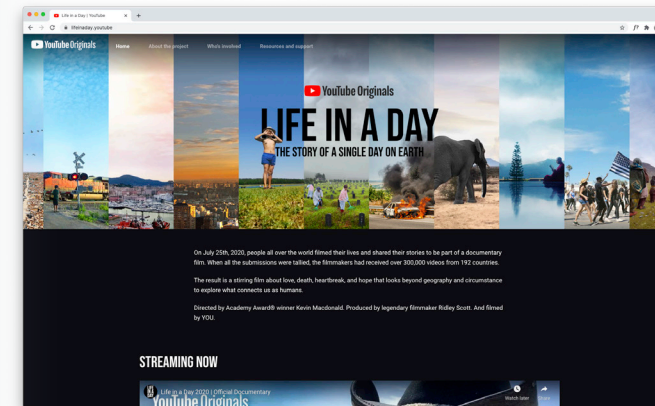 Life in a Day | YouTube
lifeinaday.youtube
YouTube Originals
Home
About the project
Who's involved
Resources and support
YouTube Originals
LIFE IN A DAY
THE STORY OF A SINGLE DAY ON EARTH
On July 25th, 2020, people all over the world filmed their lives and shared their stories to be part of a documentary
film. When all the submissions were tallied, the filmmakers had received over 300,000 videos from 192 countries.
The result is a stirring film about love, death, heartbreak, and hope that looks beyond geography and circumstance
to explore what connects us as humans.
Directed by Academy Award® winner Kevin Macdonald. Produced by legendary filmmaker Ridley Scott. And filmed
by YOU.
STREAMING NOW
Life in a Day 2020 | Official Documentary
Watch later
Share
YouTube Originals